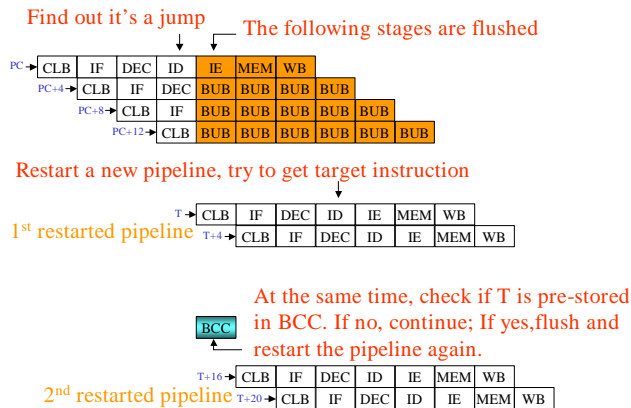 Find out it's a jump
The following stages are flushed
PC CLB IF DEC ID IE MEM WB
PC+4 CLB IF DEC BUB BUB BUB BUB
PC+8 CLB IF BUB BUB BUB BUB BUB
PC+12 CLB BUB BUB BUB BUB BUB BUB
Restart a new pipeline, try to get target instruction
T CLB IF DEC ID IE MEM WB
1st restarted pipeline T+4 CLB IF DEC ID IE MEM WB
At the same time, check if T is pre-stored
BCC in BCC. If no, continue; If yes,flush and
restart the pipeline again.
T+16 CLB IF DEC ID IE MEM WB
2nd restarted pipeline T+20 CLB IF DEC ID IE MEM WB